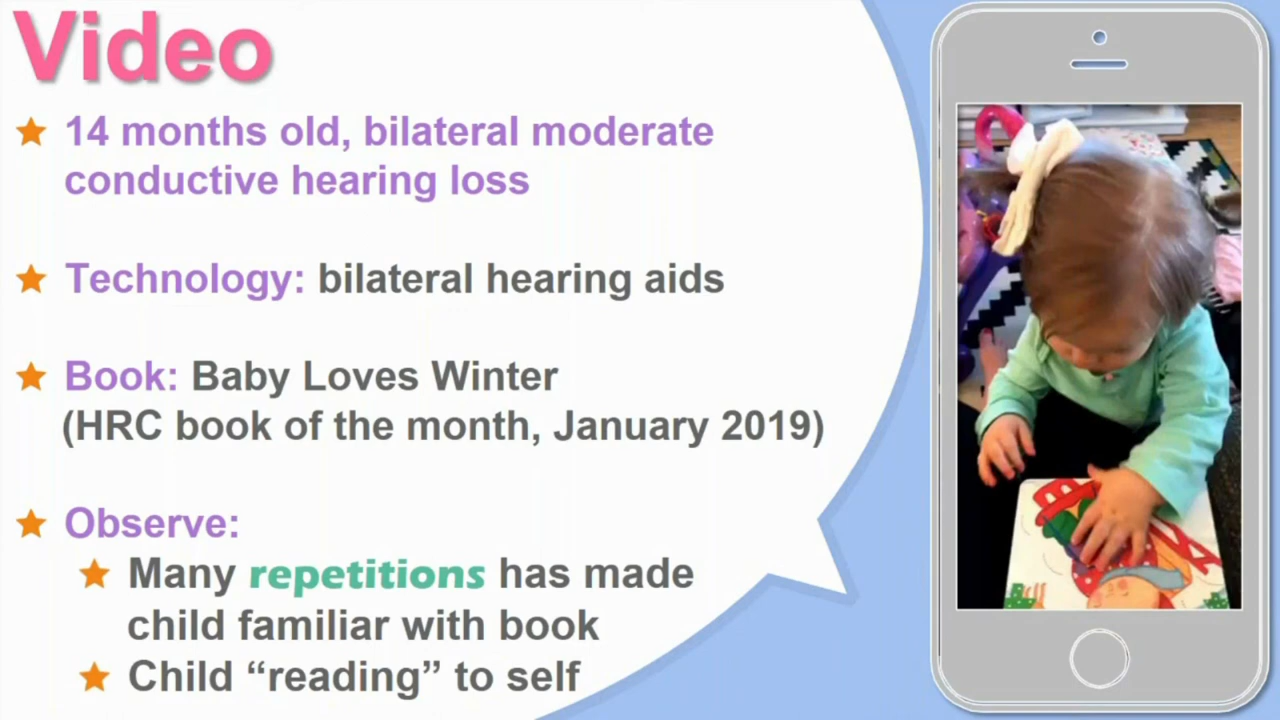 Video
14 months old, bilateral moderate
conductive hearing loss
Technology: bilateral hearing aids
Book: Baby Loves Winter
(HRC book of the month, January 2019)
Observe:
Many repetitions has made
child familiar with book
Child “reading” to self